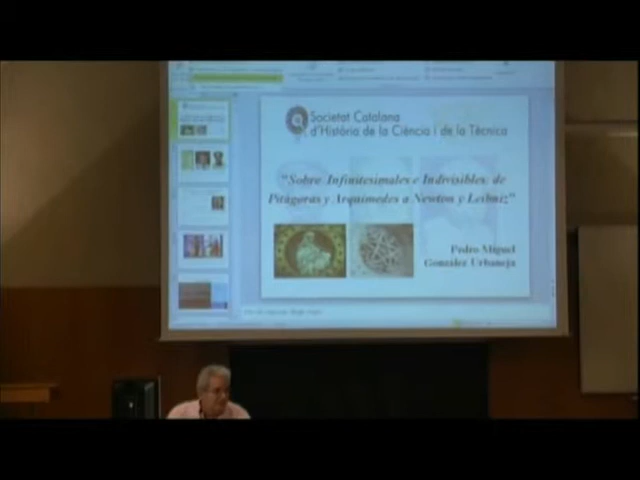 Societat Catalana
d'Història de la Ciència i de la Tècnica
"Sobre Infinitesimales e Indivisibles, de
Pitágoras y Arquímedes a Newton y Leibniz"
Pedro Miguel
González Urbaneja